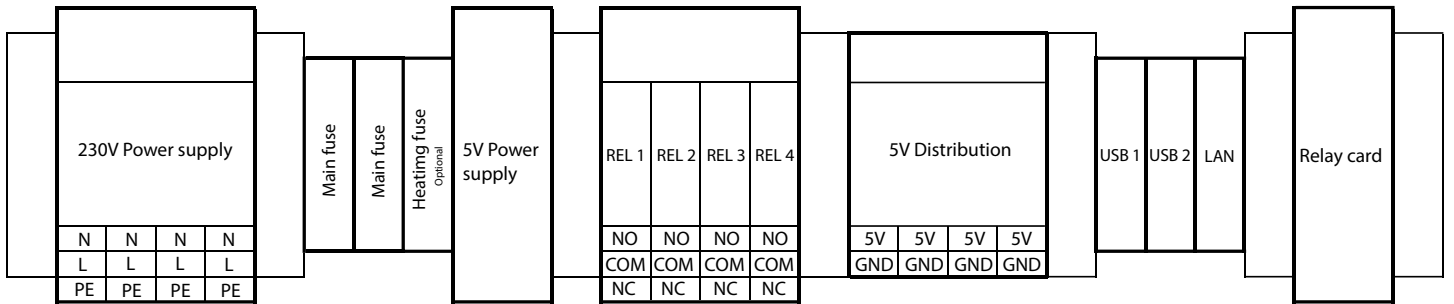 230V Power supply
N N N N
L L L L
PE PE PE PE
Main fuse
Main fuse
Heatimg fuse
Optional
5V Power
supply
REL 1 REL 2 REL 3 REL 4
NO NO NO NO
COM COM COM COM
NC NC NC NC
5V Distribution
5V 5V 5V 5V
GND GND GND GND
USB 1 USB 2 LAN
Relay card